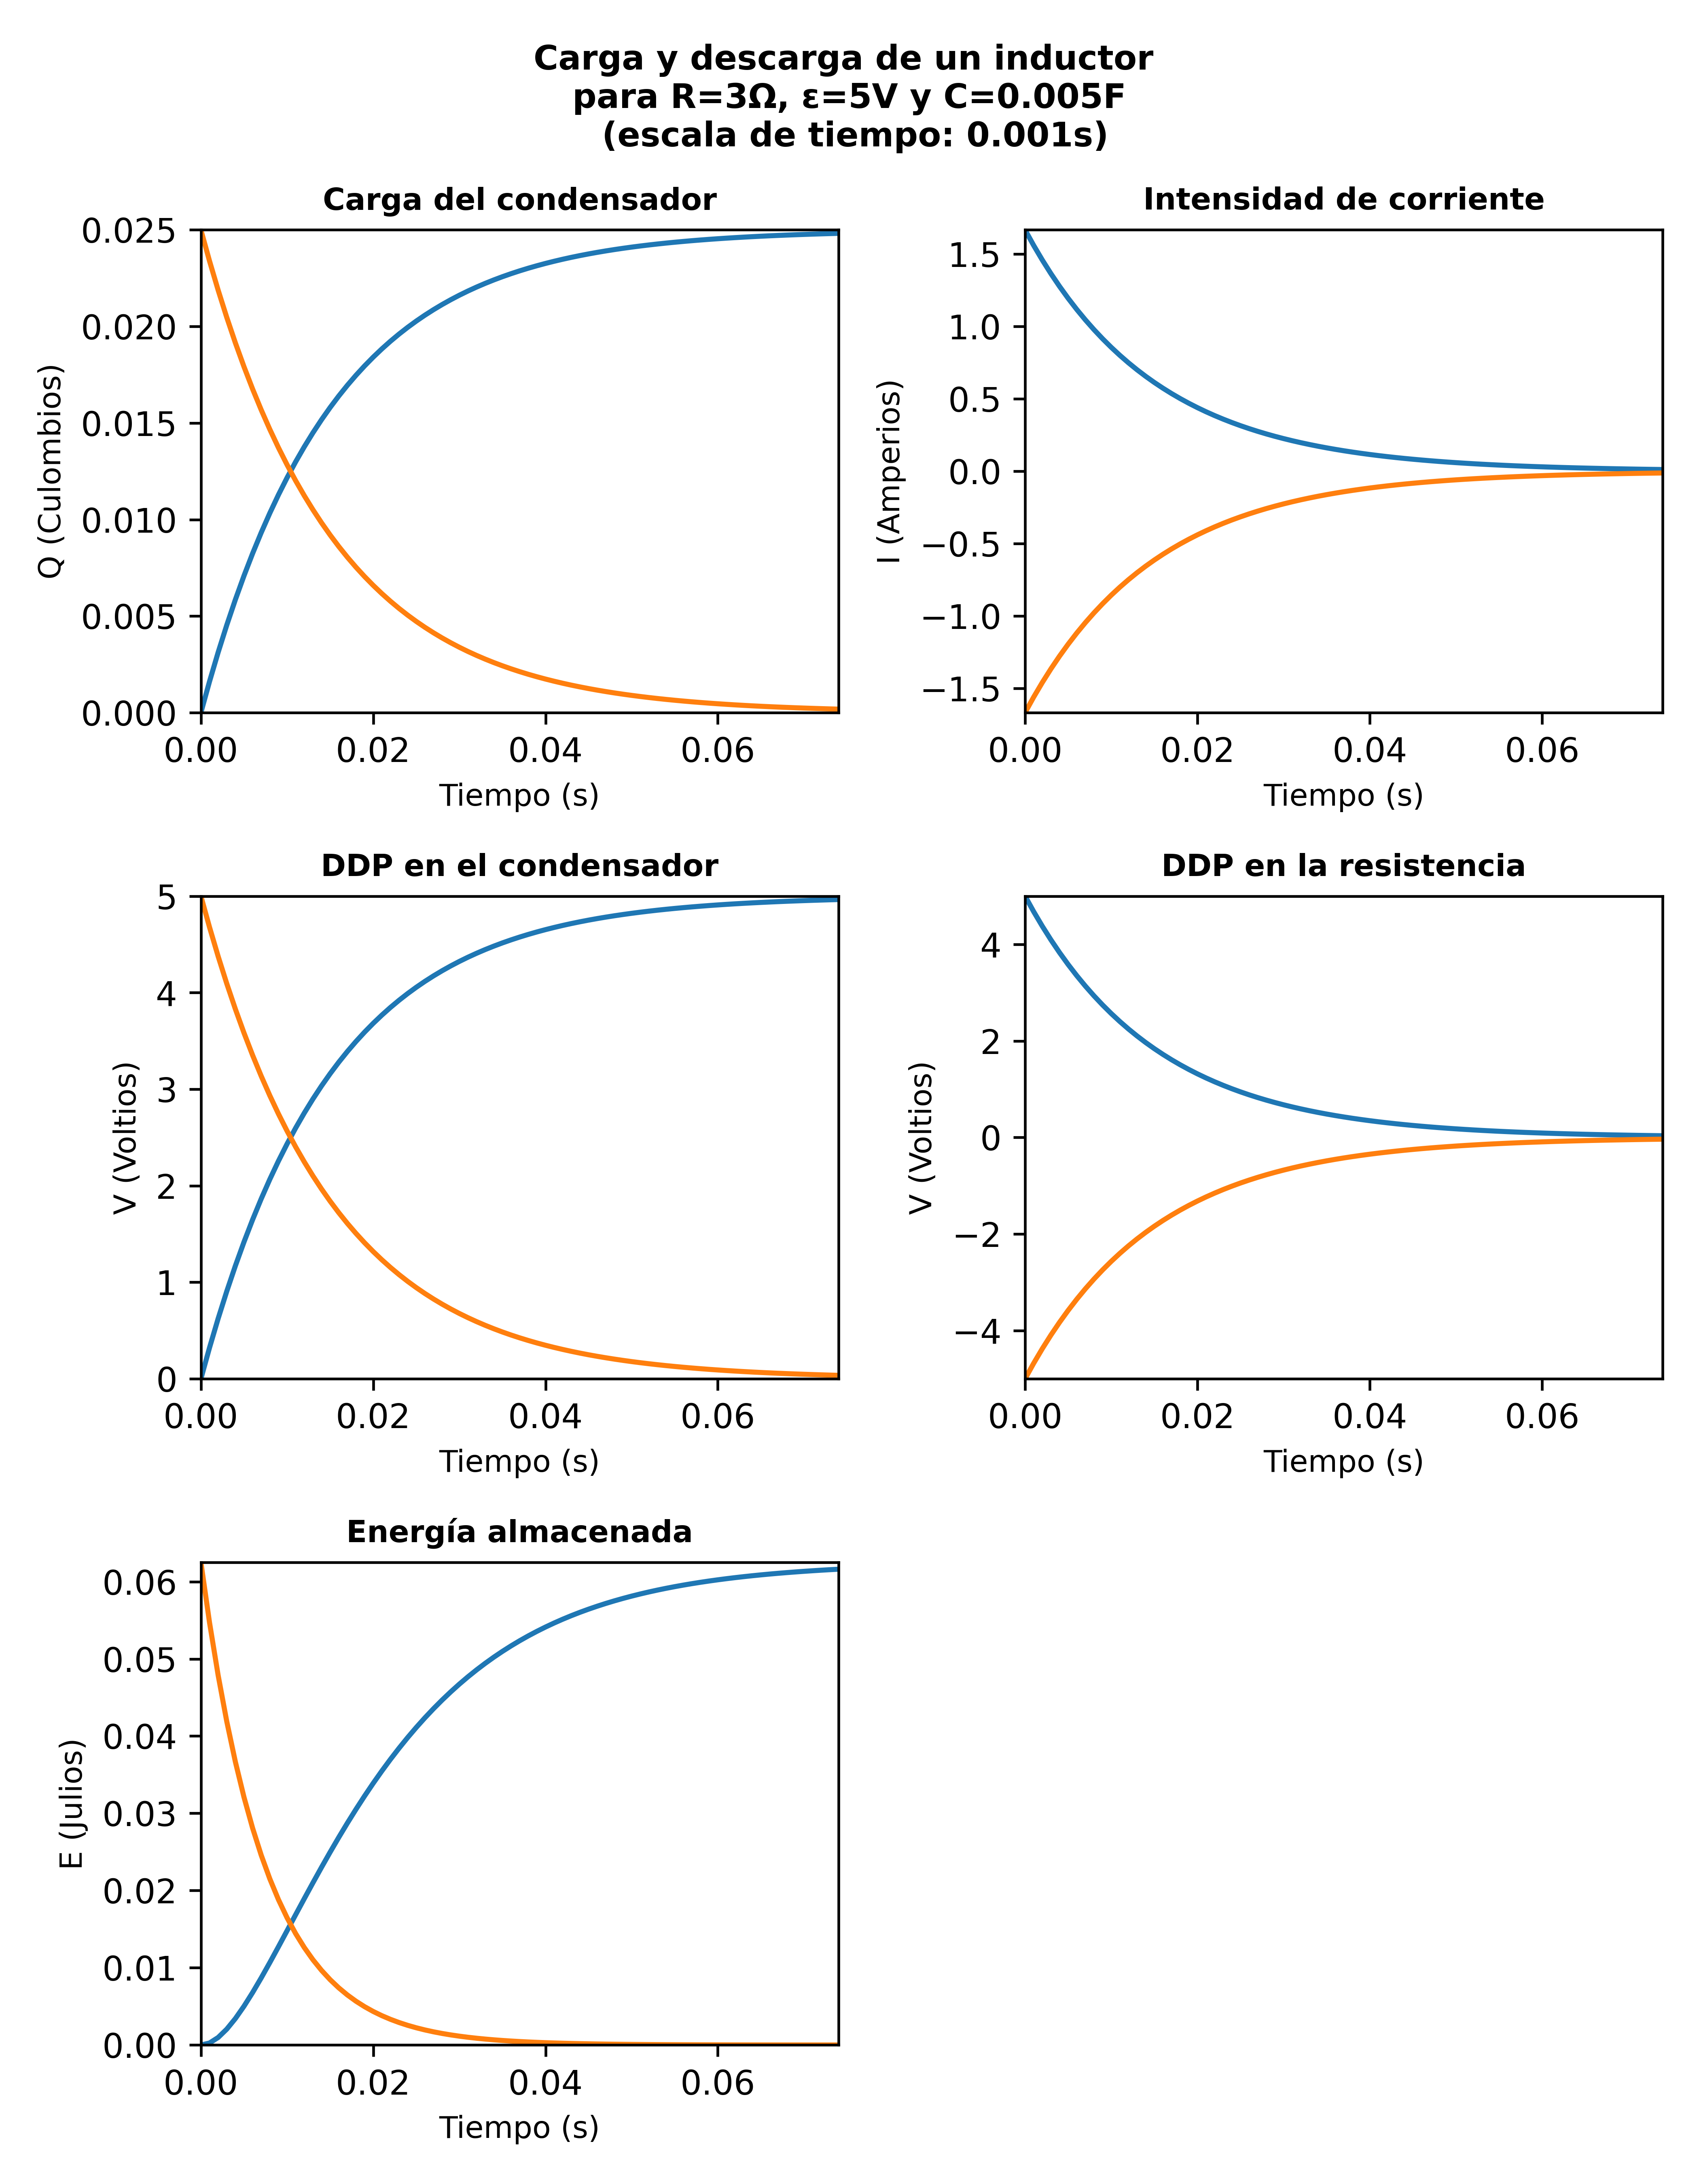 Carga y descarga de un inductor
para R=3Ω, ε=5V y C=0.005F
(escala de tiempo: 0.001s)
Carga del condensador
0.025
0.020
0.015
0.010
0.005
0.000
Q (Culombios)
0.00 0.02 0.04 0.06
Tiempo (s)
Intensidad de corriente
1.5
1.0
0.5
0.0
−0.5
−1.0
−1.5
I (Amperios)
0.00 0.02 0.04 0.06
Tiempo (s)
DDP en el condensador
5
4
3
2
1
0
V (Voltios)
0.00 0.02 0.04 0.06
Tiempo (s)
DDP en la resistencia
4
2
0
−2
−4
V (Voltios)
0.00 0.02 0.04 0.06
Tiempo (s)
Energía almacenada
0.06
0.05
0.04
0.03
0.02
0.01
0.00
E (Julios)
0.00 0.02 0.04 0.06
Tiempo (s)